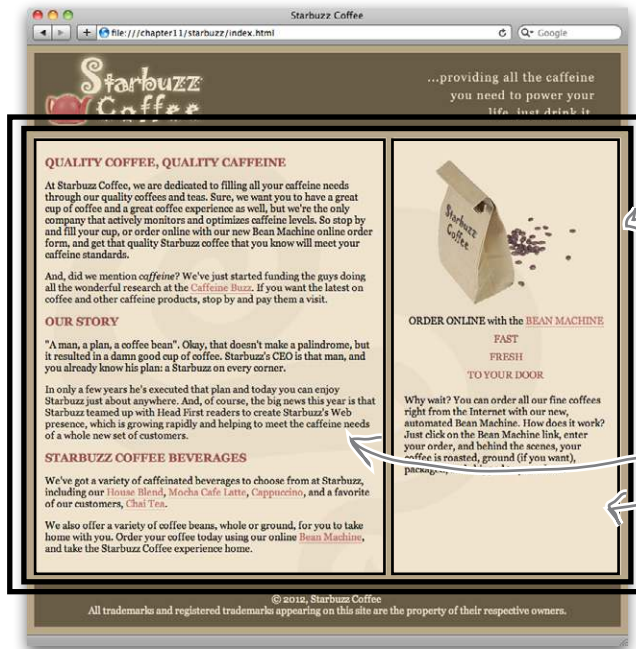 Starbuzz Coffee
file:///chapter11/starbuzz/index.html
Google
Starbuzz
Coffee
...providing all the caffeine
you need to power your
life, just drink it.
QUALITY COFFEE, QUALITY CAFFEINE
At Starbuzz Coffee, we are dedicated to filling all your caffeine needs
through our quality coffees and teas. Sure, we want you to have a great
cup of coffee and a great coffee experience as well, but we're the only
company that actively monitors and optimizes caffeine levels. So stop by
and fill your cup, or order online with our new Bean Machine online order
form, and get that quality Starbuzz coffee that you know will meet your
caffeine standards.
And, did we mention caffeine? We've just started funding the guys doing
all the wonderful research at the Caffeine Buzz. If you want the latest on
coffee and other caffeine products, stop by and pay them a visit.
OUR STORY
"A man, a plan, a coffee bean". Okay, that doesn't make a palindrome, but
it resulted in a damn good cup of coffee. Starbuzz's CEO is that man, and
you already know his plan: a Starbuzz on every corner.
In only a few years he's executed that plan and today you can enjoy
Starbuzz just about anywhere. And, of course, the big news this year is that
Starbuzz teamed up with Head First readers to create Starbuzz's Web
presence, which is growing rapidly and helping to meet the caffeine needs
of a whole new set of customers.
STARBUZZ COFFEE BEVERAGES
We've got a variety of caffeinated beverages to choose from at Starbuzz,
including our House Blend, Mocha Cafe Latte, Cappuccino, and a favorite
of our customers, Chai Tea.
We also offer a variety of coffee beans, whole or ground, for you to take
home with you. Order your coffee today using our online Bean Machine,
and take the Starbuzz Coffee experience home.
Starbuzz
Coffee
ORDER ONLINE with the BEAN MACHINE
FAST
FRESH
TO YOUR DOOR
Why wait? You can order all our fine coffees
right from the Internet with our new,
automated Bean Machine. How does it work?
Just click on the Bean Machine link, enter
your order, and behind the scenes, your
coffee is roasted, ground (if you want),
© 2012, Starbuzz Coffee
All trademarks and registered trademarks appearing on this site are the property of their respective owners.